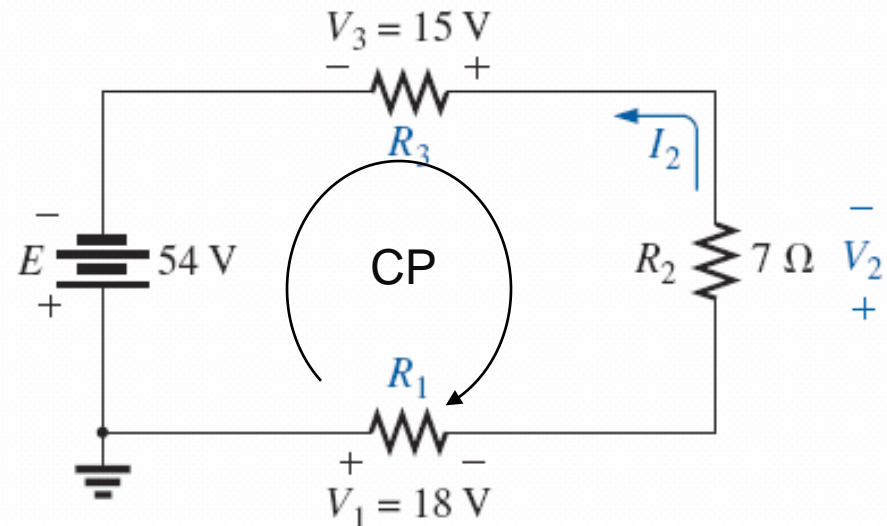 V₃ = 15 V
− +
R₃
I₂
−
E 54 V
+
CP
R₂ 7 Ω
−
V₂
+
R₁
+ −
V₁ = 18 V